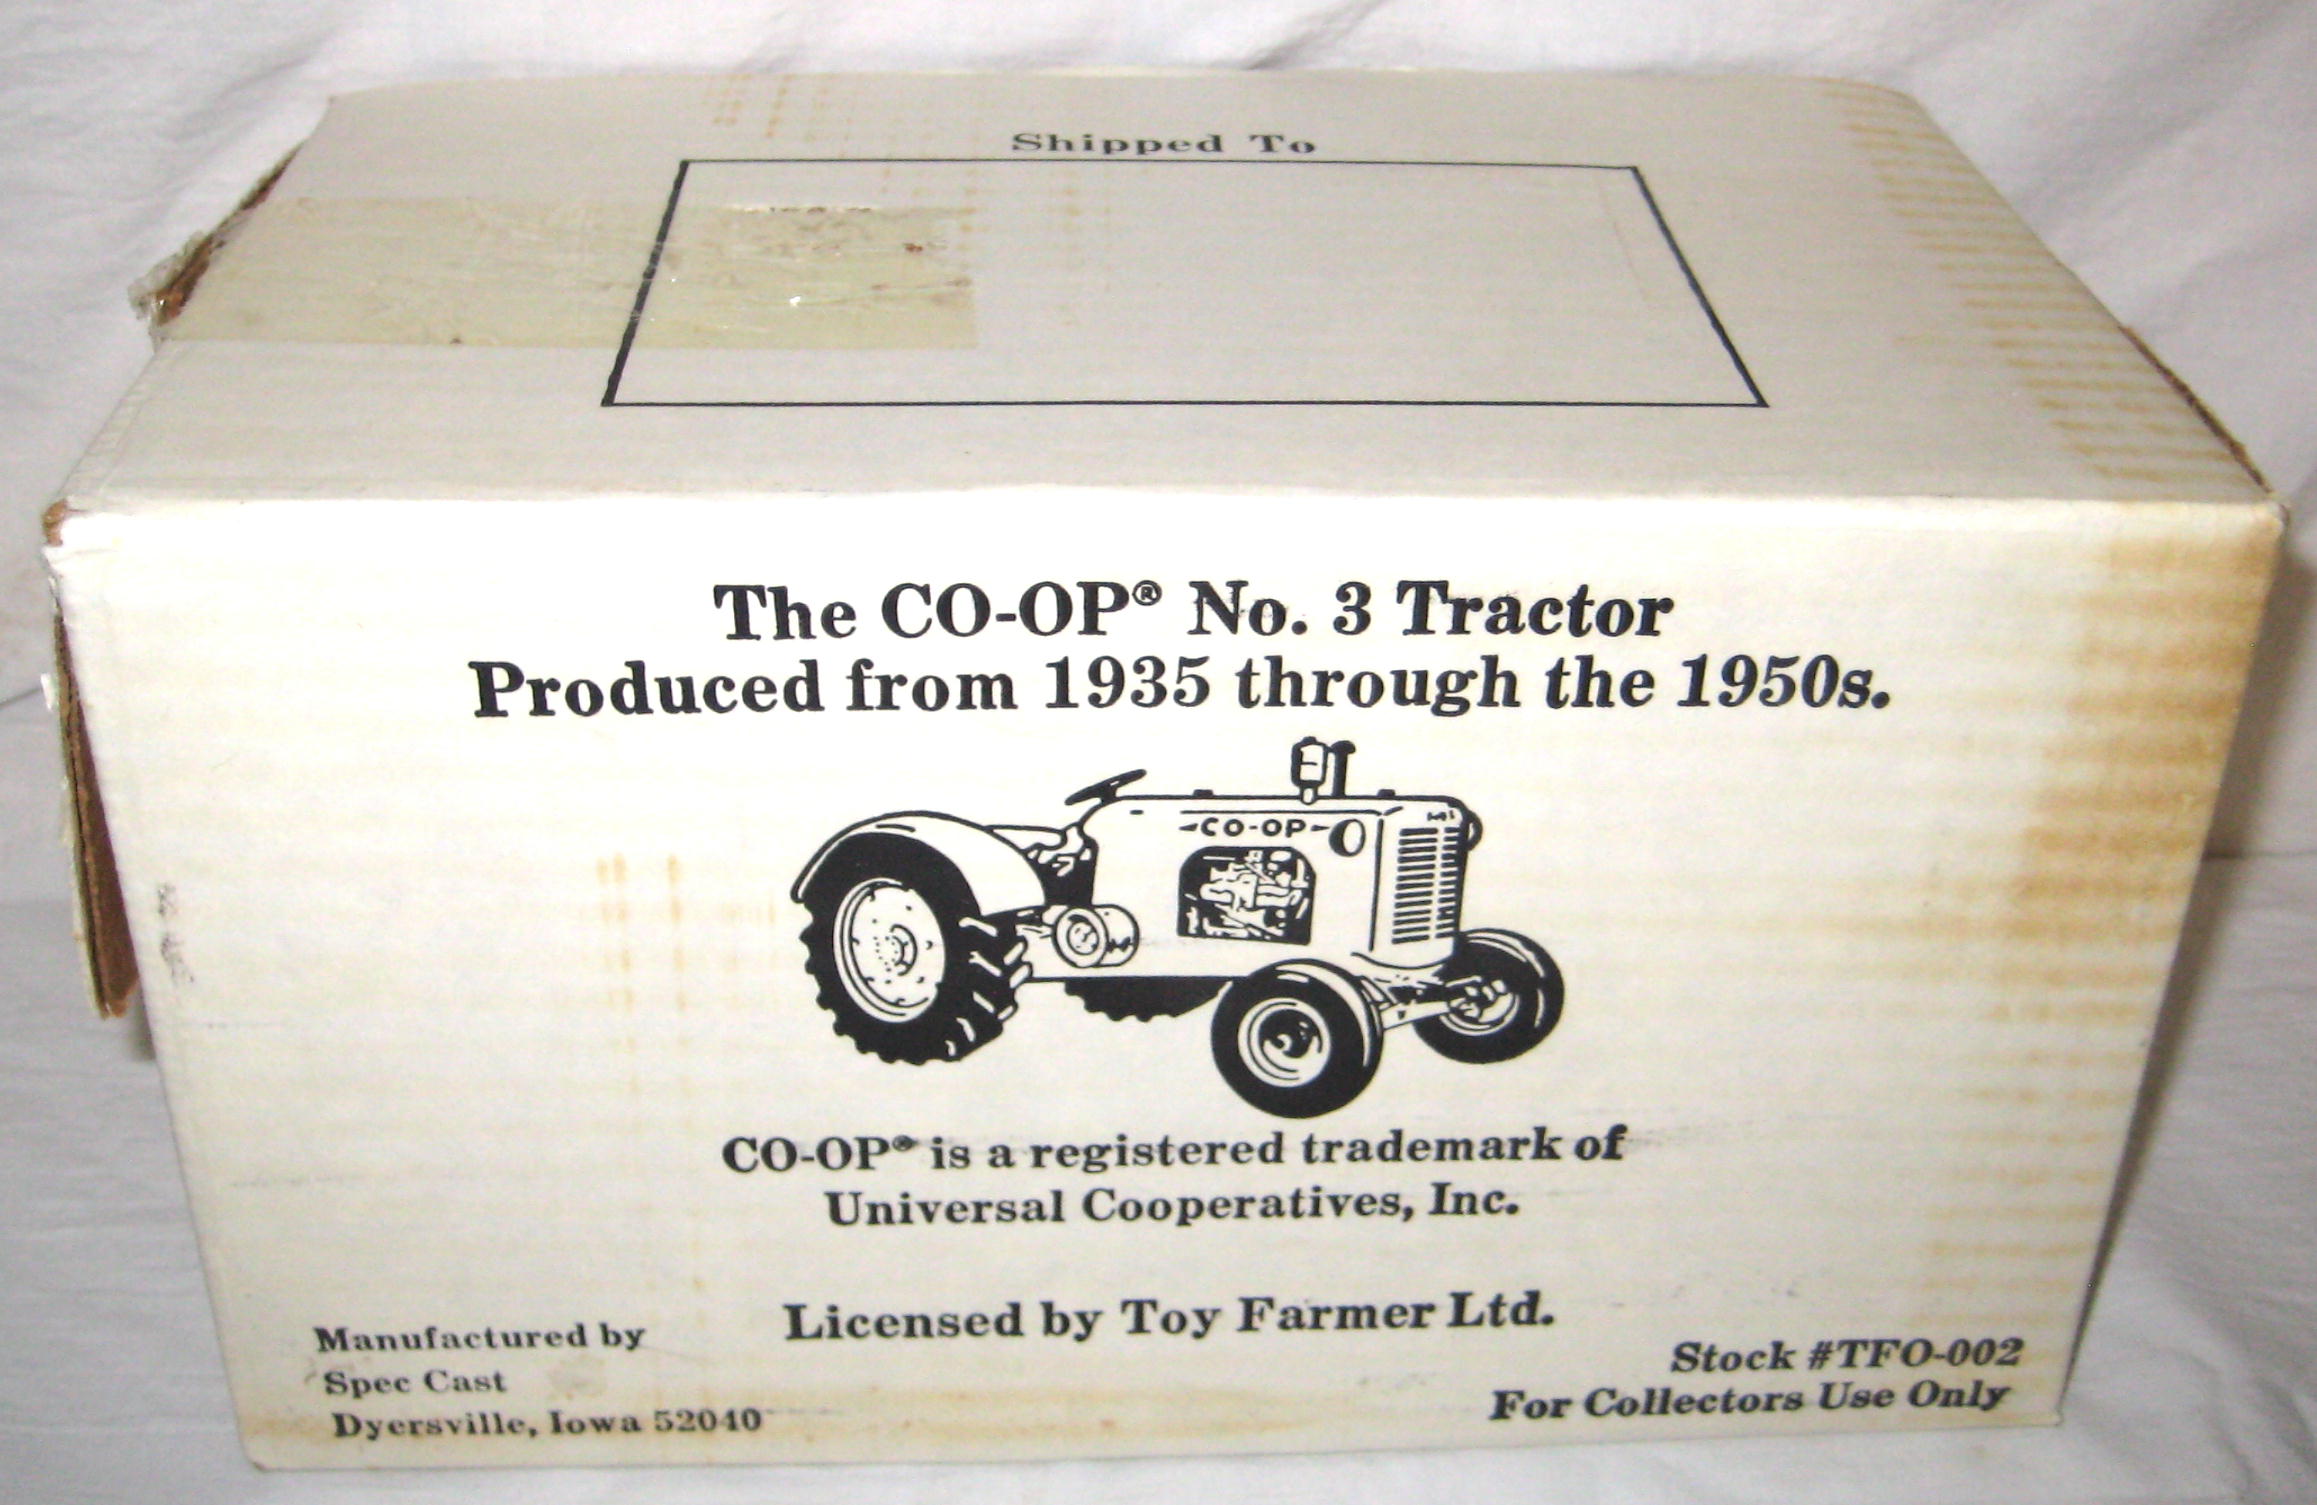 Shipped To
The CO-OP® No. 3 Tractor
Produced from 1935 through the 1950s.
CO-OP
CO-OP® is a registered trademark of
Universal Cooperatives, Inc.
Licensed by Toy Farmer Ltd.
Manufactured by
Spec Cast
Dyersville, Iowa 52040
Stock #TFO-002
For Collectors Use Only